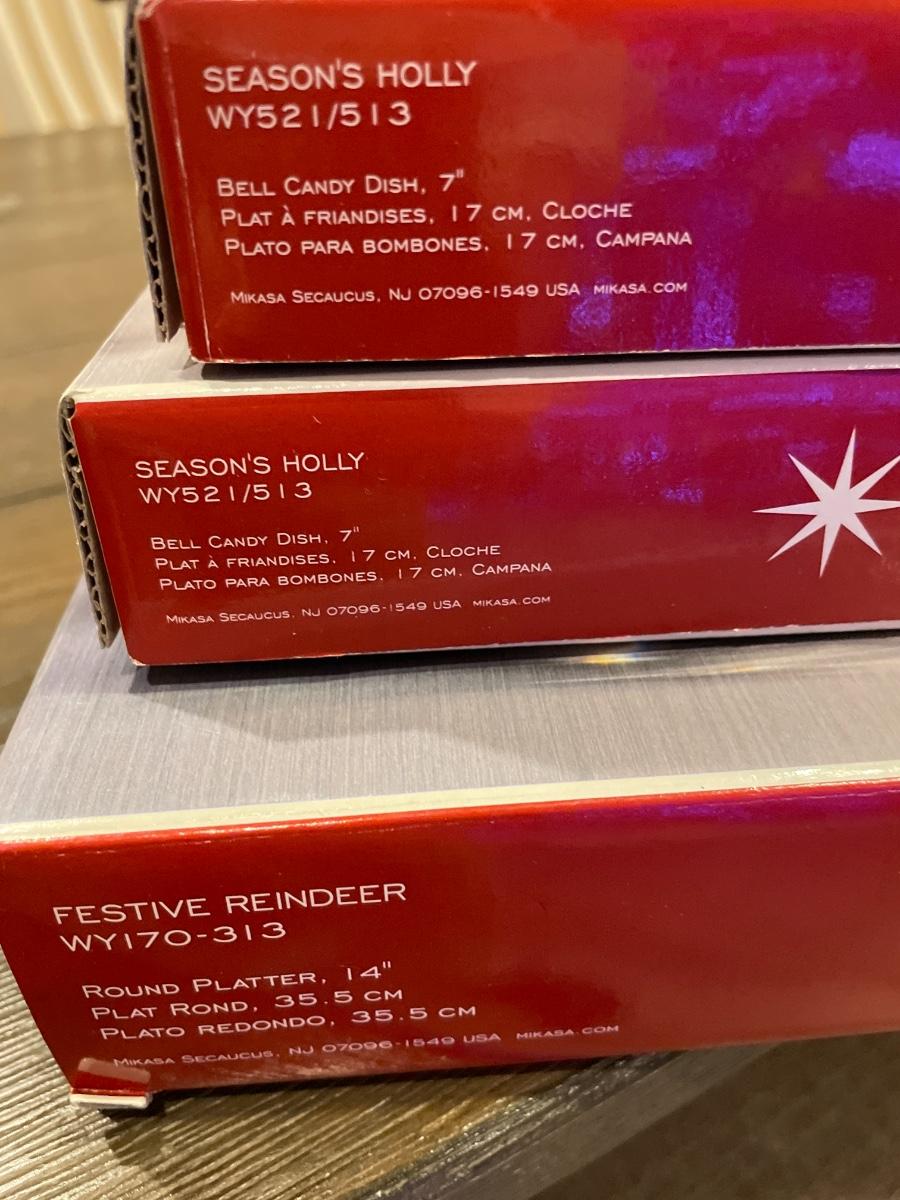 SEASON'S HOLLY
WY521/513
BELL CANDY DISH, 7"
PLAT À FRIANDISES, 17 CM, CLOCHE
PLATO PARA BOMBONES, 17 CM, CAMPANA
MIKASA SECAUCUS, NJ 07096-1549 USA MIKASA.COM
SEASON'S HOLLY
WY521/513
BELL CANDY DISH, 7"
PLAT À FRIANDISES, 17 CM, CLOCHE
PLATO PARA BOMBONES, 17 CM, CAMPANA
MIKASA SECAUCUS, NJ 07096-1549 USA MIKASA.COM
FESTIVE REINDEER
WY170-313
ROUND PLATTER, 14"
PLAT ROND, 35.5 CM
PLATO REDONDO, 35.5 CM
MIKASA SECAUCUS, NJ 07096-1549 USA MIKASA.COM